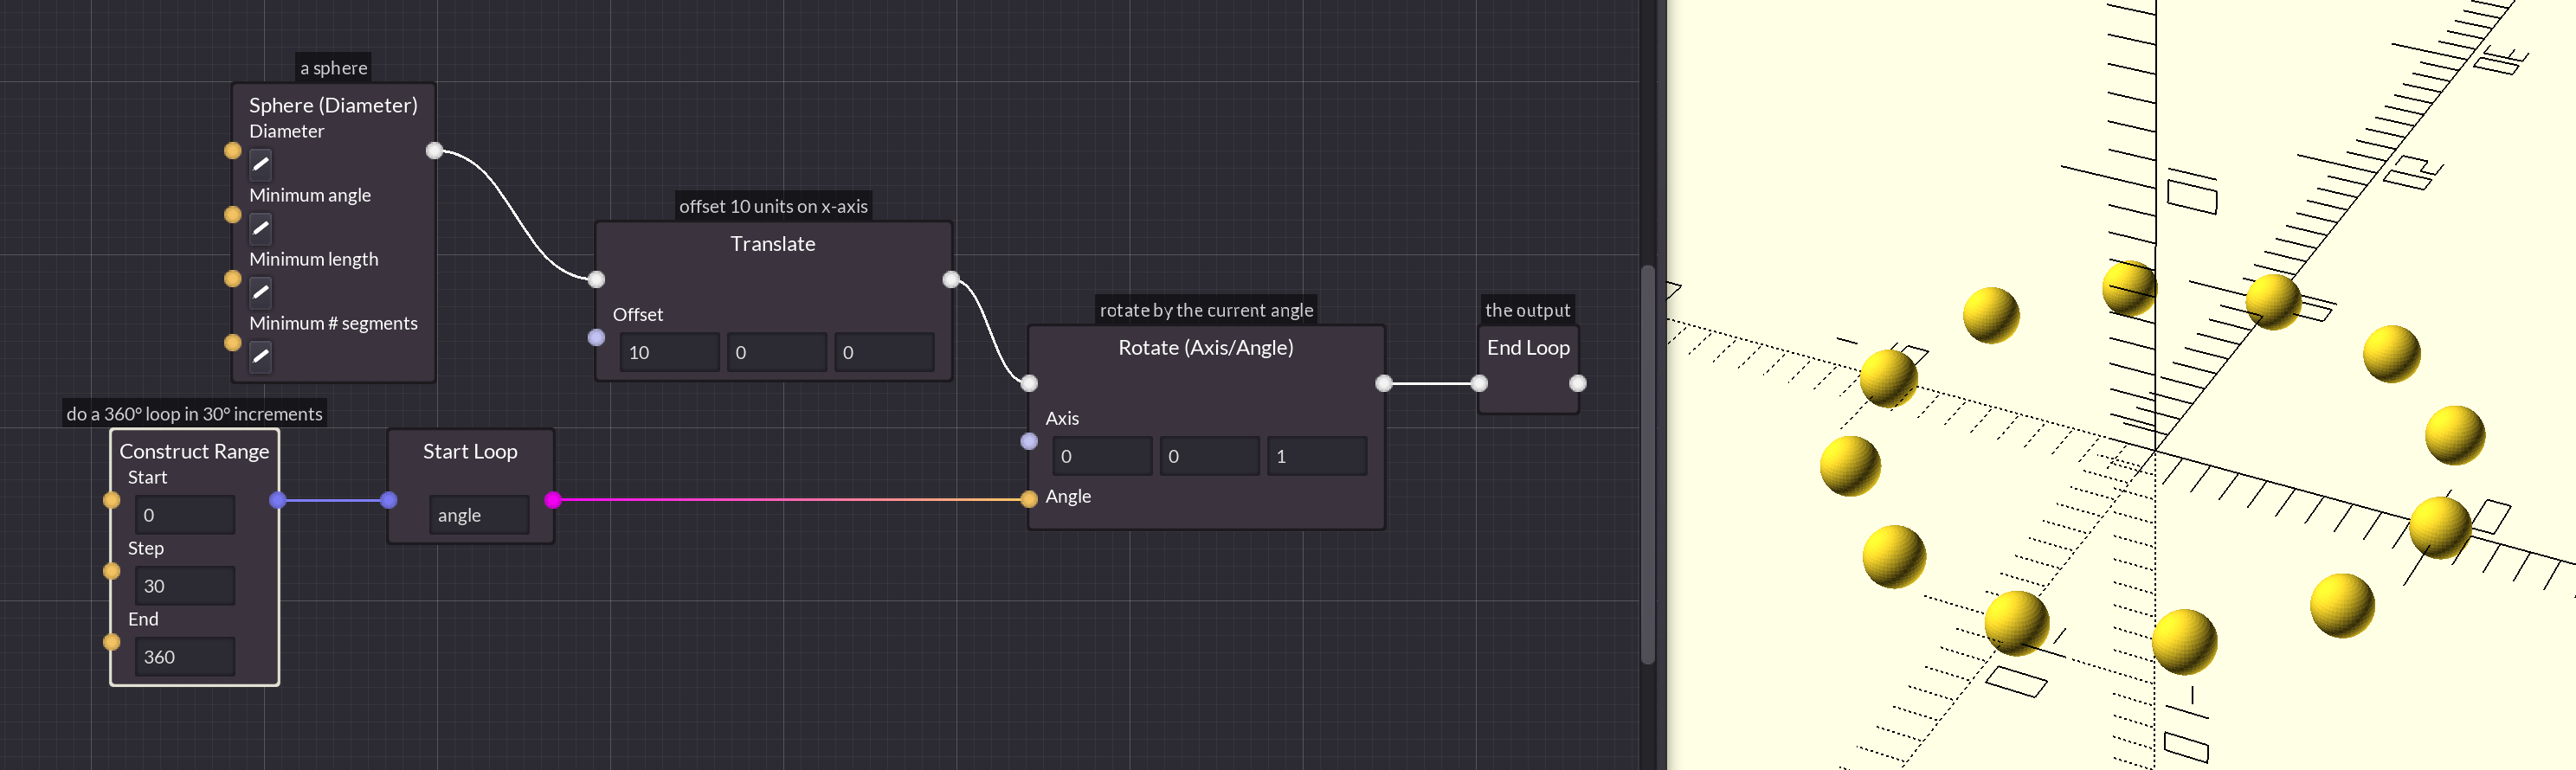 a sphere
Sphere (Diameter)
Diameter
Minimum angle
Minimum length
Minimum # segments
offset 10 units on x-axis
Translate
Offset
10 0 0
rotate by the current angle
Rotate (Axis/Angle)
Axis
0 0 1
Angle
the output
End Loop
do a 360° loop in 30° increments
Construct Range
Start
0
Step
30
End
360
Start Loop
angle